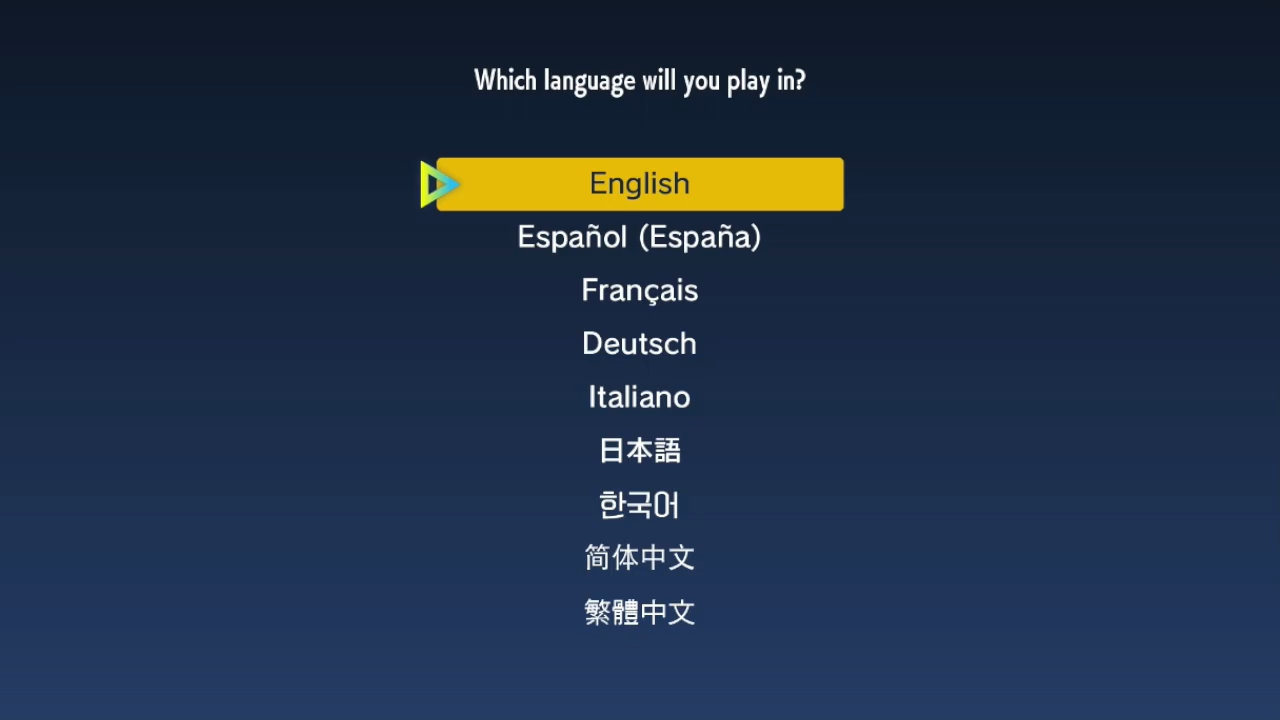 Which language will you play in?
English
Español (España)
Français
Deutsch
Italiano
日本語
한국어
简体中文
繁體中文